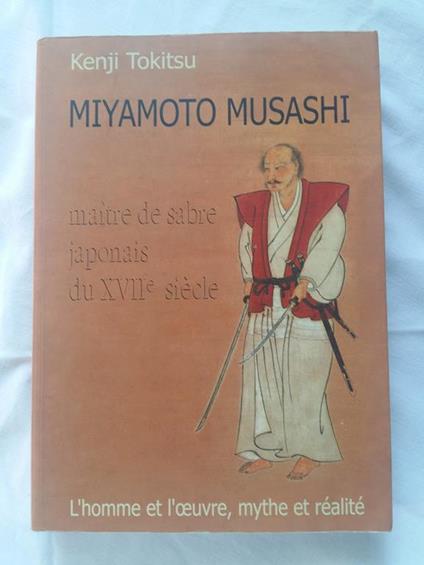 Kenji Tokitsu
MIYAMOTO MUSASHI
maître de sabre
japonais
du XVIIe siècle
L'homme et l'œuvre, mythe et réalité